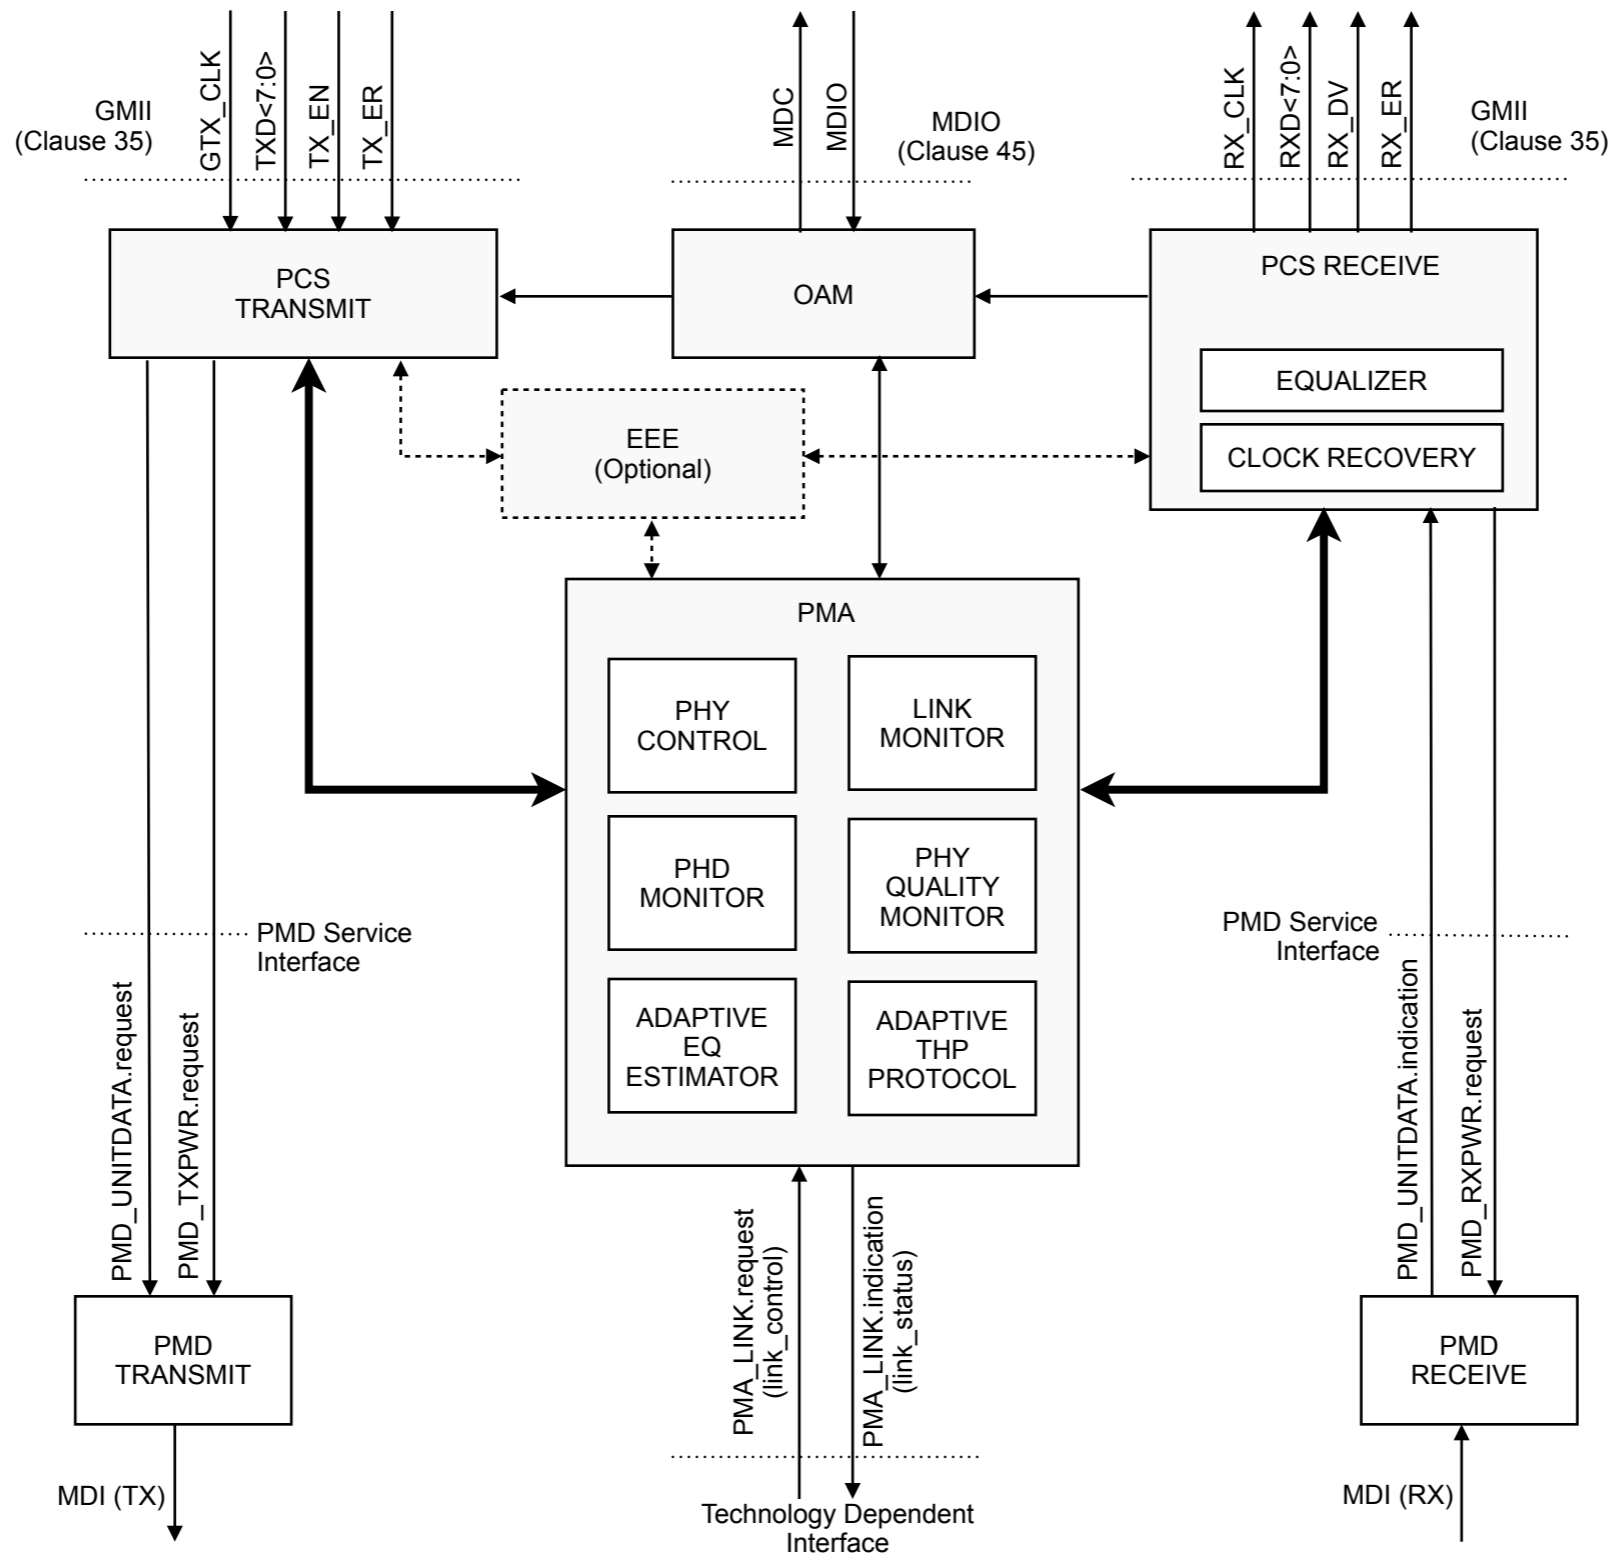 GMII
(Clause 35)
GTX_CLK
TXD<7:0>
TX_EN
TX_ER
MDC
MDIO
MDIO
(Clause 45)
RX_CLK
RXD<7:0>
RX_DV
RX_ER
GMII
(Clause 35)
PCS
TRANSMIT
OAM
PCS RECEIVE
EQUALIZER
CLOCK RECOVERY
EEE
(Optional)
PMA
PHY
CONTROL
LINK
MONITOR
PHD
MONITOR
PHY
QUALITY
MONITOR
ADAPTIVE
EQ
ESTIMATOR
ADAPTIVE
THP
PROTOCOL
PMD Service
Interface
PMD Service
Interface
PMD_UNITDATA.request
PMD_TXPWR.request
PMA_LINK.request
(link_control)
PMA_LINK.indication
(link_status)
PMD_UNITDATA.indication
PMD_RXPWR.request
PMD
TRANSMIT
PMD
RECEIVE
MDI (TX)
Technology Dependent
Interface
MDI (RX)